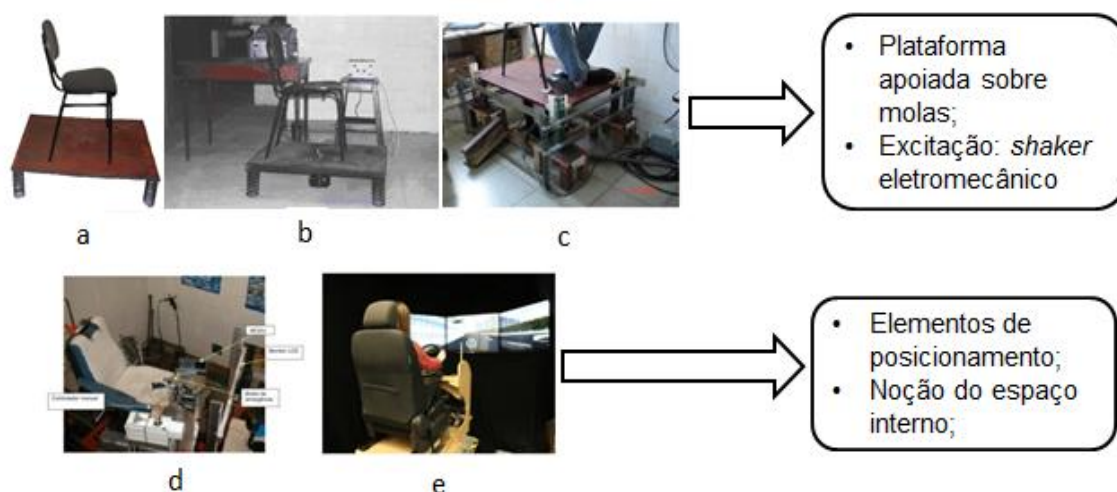 • Plataforma
apoiada sobre
molas;
• Excitação: shaker
eletromecânico
a
b
c
• Elementos de
posicionamento;
• Noção do espaço
interno;
d
e